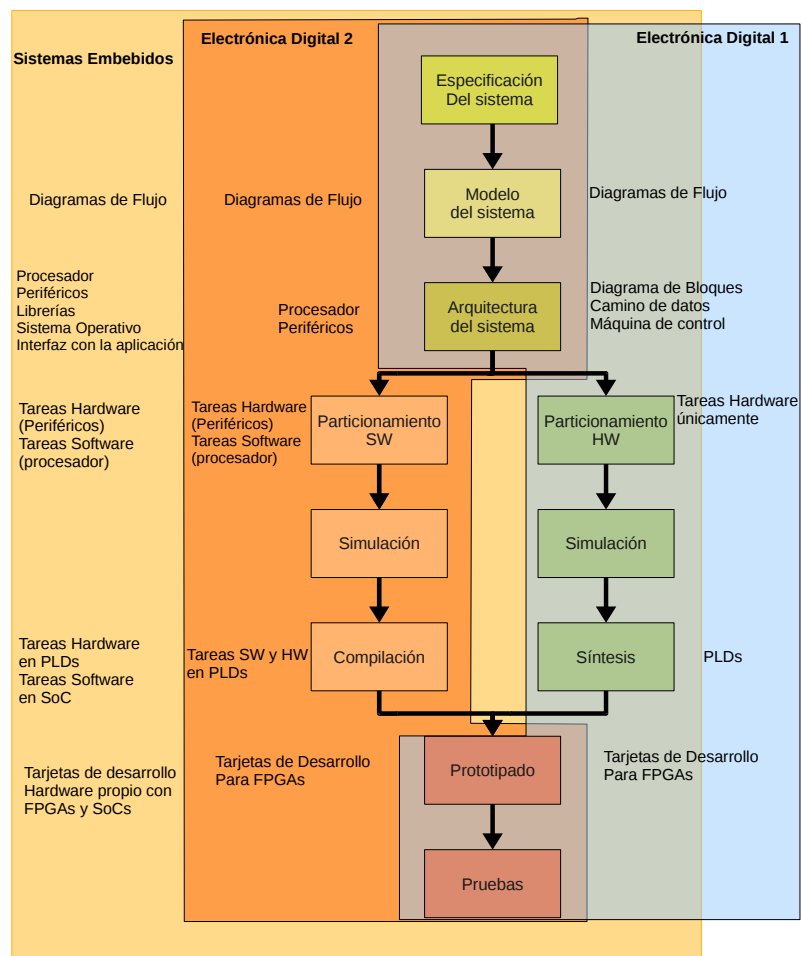 Sistemas Embebidos
Electrónica Digital 2
Electrónica Digital 1
Especificación
Del sistema
Diagramas de Flujo
Diagramas de Flujo
Modelo
del sistema
Diagramas de Flujo
Procesador
Periféricos
Librerías
Sistema Operativo
Interfaz con la aplicación
Procesador
Periféricos
Arquitectura
del sistema
Diagrama de Bloques
Camino de datos
Máquina de control
Tareas Hardware
(Periféricos)
Tareas Software
(procesador)
Tareas Hardware
(Periféricos)
Tareas Software
(procesador)
Particionamiento
SW
Particionamiento
HW
Tareas Hardware
únicamente
Simulación
Simulación
Tareas Hardware
en PLDs
Tareas Software
en SoC
Tareas SW y HW
en PLDs
Compilación
Síntesis
PLDs
Tarjetas de desarrollo
Hardware propio con
FPGAs y SoCs
Tarjetas de Desarrollo
Para FPGAs
Prototipado
Tarjetas de Desarrollo
Para FPGAs
Pruebas